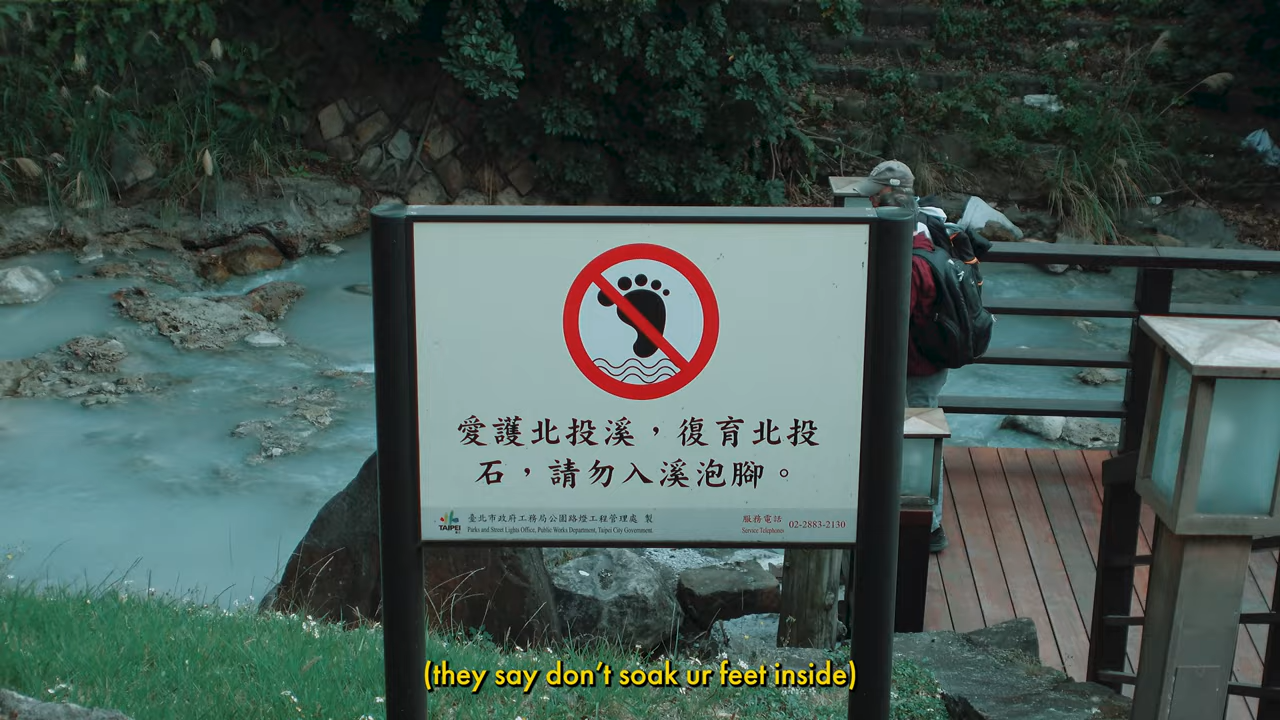 愛護北投溪，復育北投
石，請勿入溪泡腳。
TAIPEI
臺北市政府工務局公園路燈工程管理處 製
Parks and Street Lights Office, Public Works Department, Taipei City Government.
服務電話
Service Telephones
02-2883-2130
(they say don't soak ur feet inside)